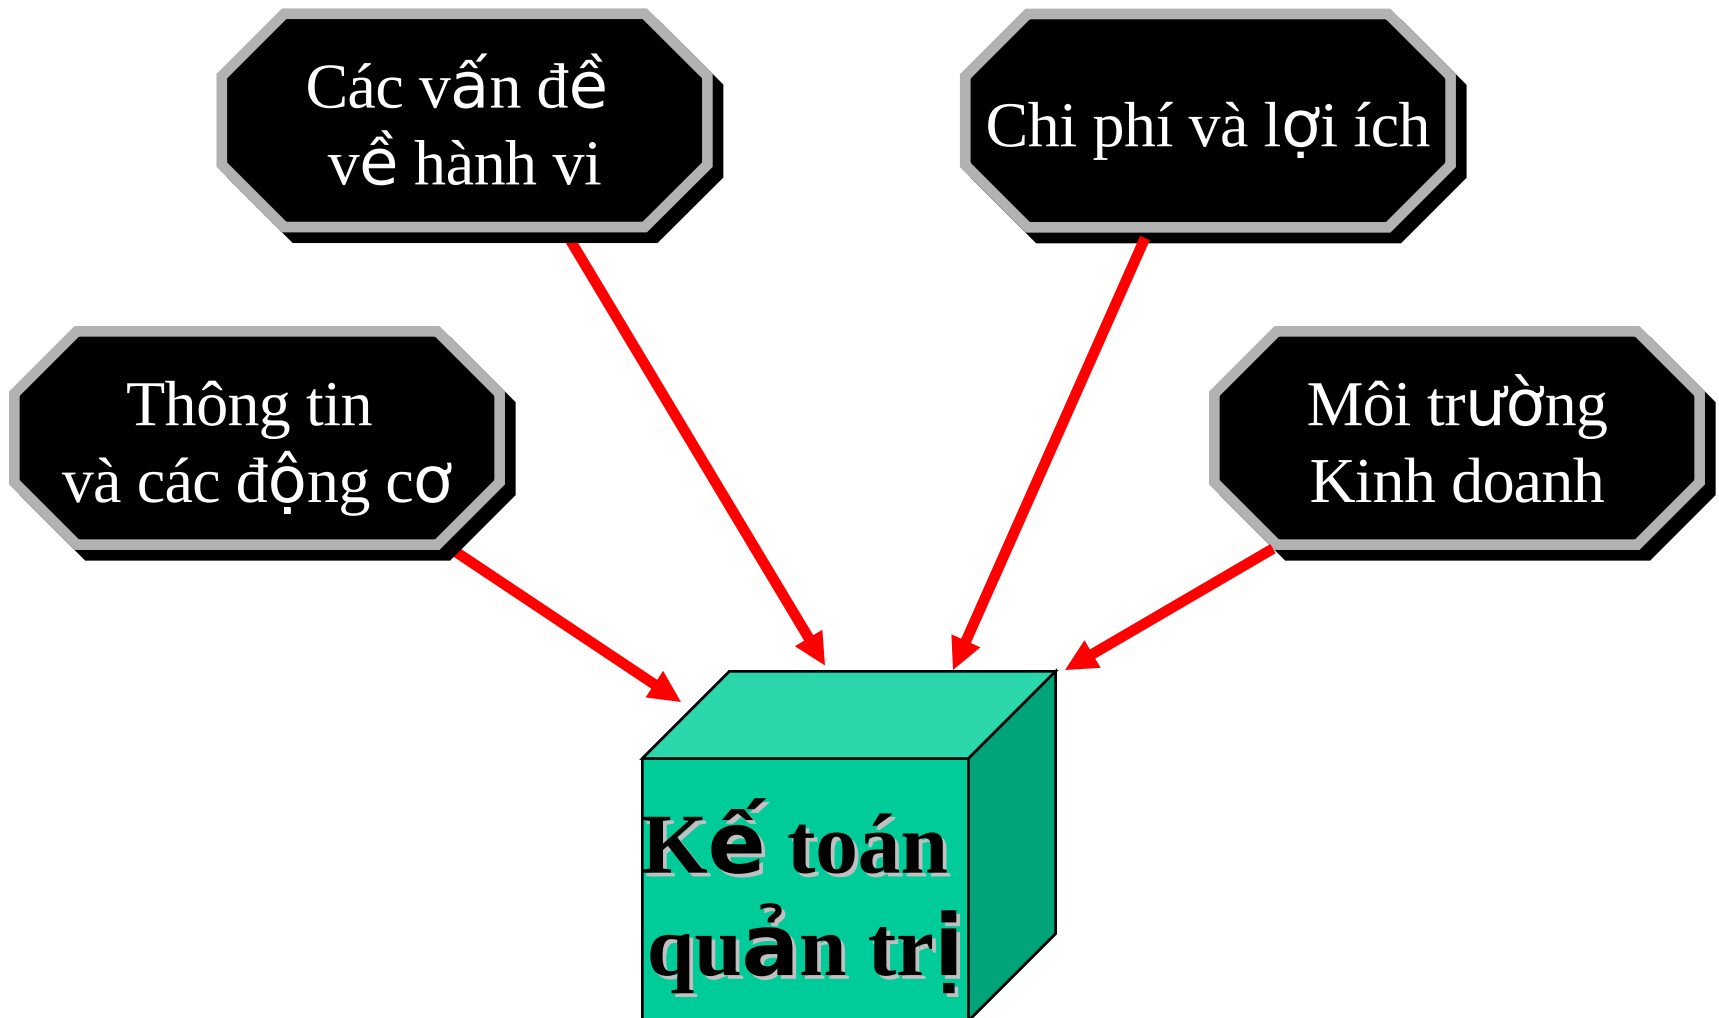 Các vấn đề
về hành vi
Chi phí và lợi ích
Thông tin
và các động cơ
Môi trường
Kinh doanh
Kế toán
quản trị